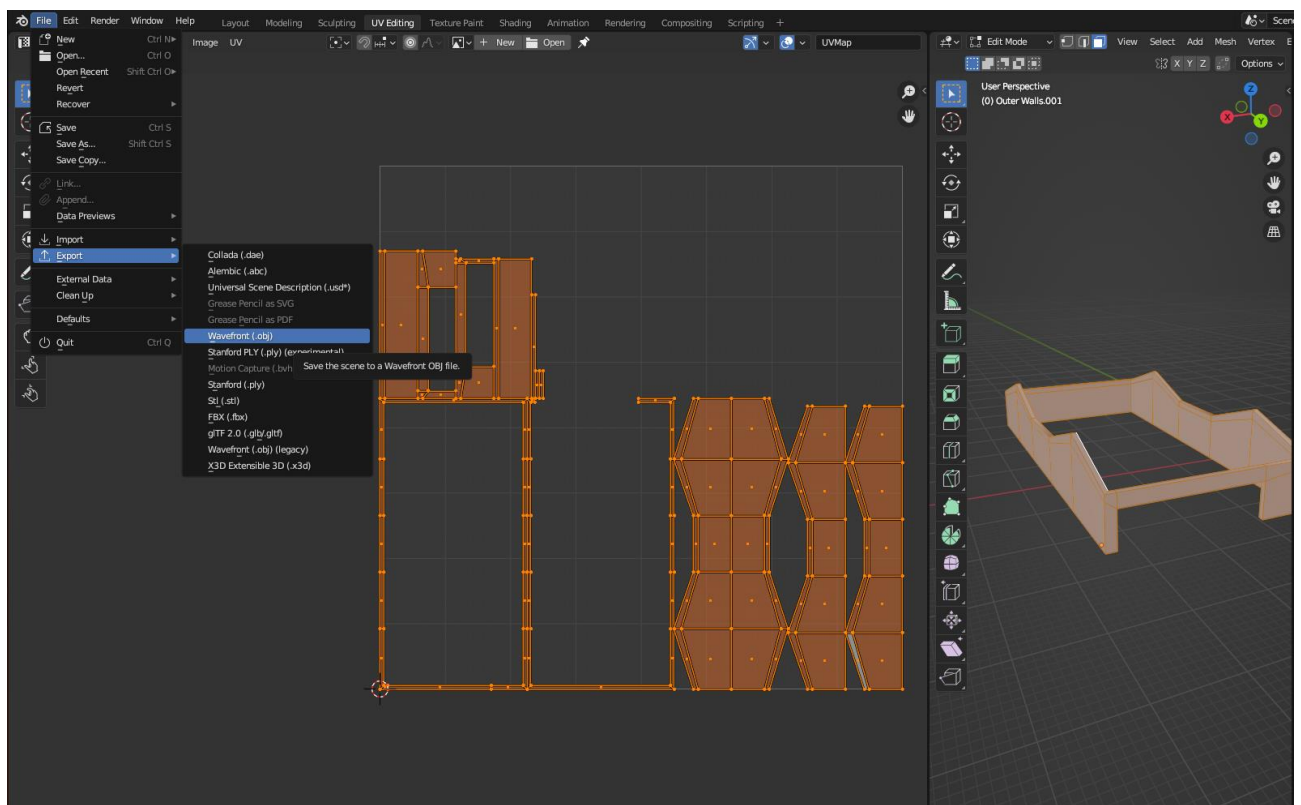 File Edit Render Window Help Layout Modeling Sculpting UV Editing Texture Paint Shading Animation Rendering Compositing Scripting + Scene
Image UV + New Open UVMap
Edit Mode View Select Add Mesh Vertex E
X Y Z Options
New Ctrl N
Open... Ctrl O
Open Recent Shift Ctrl O
Revert
Recover
Save Ctrl S
Save As... Shift Ctrl S
Save Copy...
Link...
Append...
Data Previews
Import
Export
External Data
Clean Up
Defaults
Quit Ctrl Q
Collada (.dae)
Alembic (.abc)
Universal Scene Description (.usd*)
Grease Pencil as SVG
Grease Pencil as PDF
Wavefront (.obj)
Stanford PLY (.ply) (experimental)
Motion Capture (.bvh
Save the scene to a Wavefront OBJ file.
Stanford (.ply)
Stl (.stl)
FBX (.fbx)
glTF 2.0 (.glb/.gltf)
Wavefront (.obj) (legacy)
X3D Extensible 3D (.x3d)
User Perspective
(0) Outer Walls.001
Z
X
Y